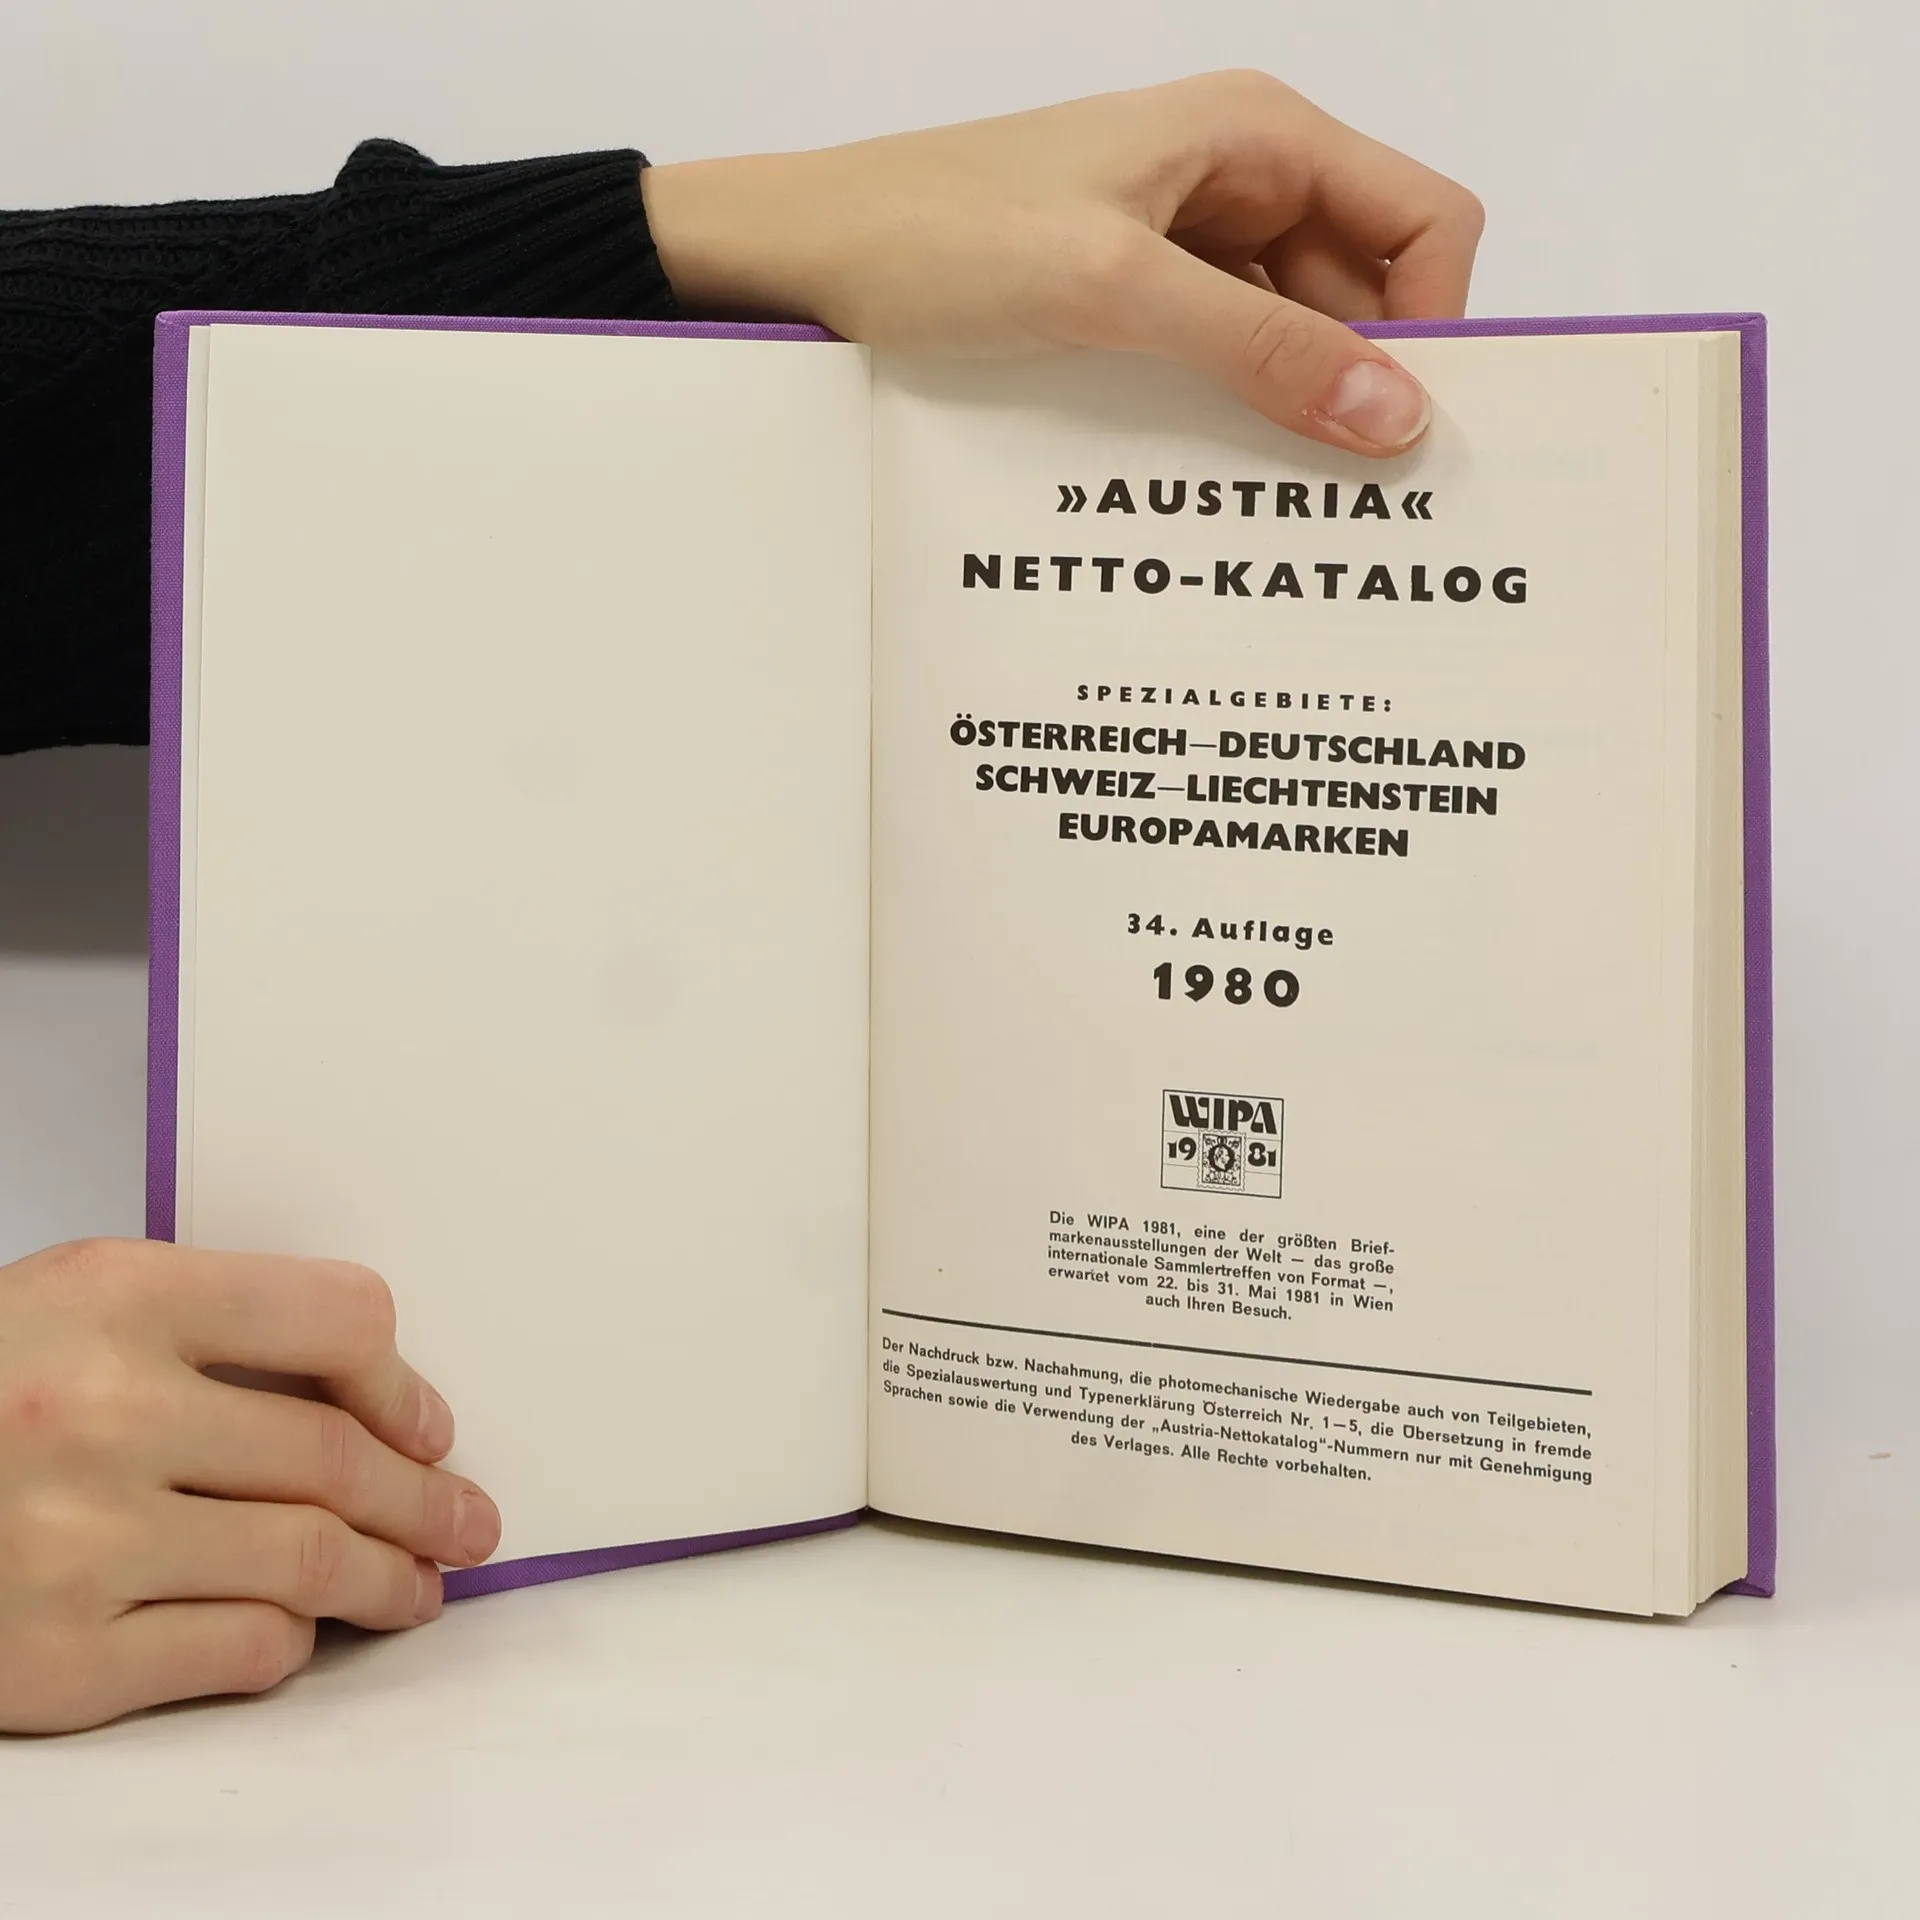 »AUSTRIA«
NETTO-KATALOG
SPEZIALGEBIETE:
ÖSTERREICH—DEUTSCHLAND
SCHWEIZ—LIECHTENSTEIN
EUROPAMARKEN
34. Auflage
1980
WIPA
19 81
Die WIPA 1981, eine der größten Brief-
markenausstellungen der Welt — das große
internationale Sammlertreffen von Format —,
erwartet vom 22. bis 31. Mai 1981 in Wien
auch Ihren Besuch.
Der Nachdruck bzw. Nachahmung, die photomechanische Wiedergabe auch von Teilgebieten,
die Spezialauswertung und Typenerklärung Österreich Nr. 1—5, die Übersetzung in fremde
Sprachen sowie die Verwendung der „Austria-Nettokatalog“-Nummern nur mit Genehmigung
des Verlages. Alle Rechte vorbehalten.